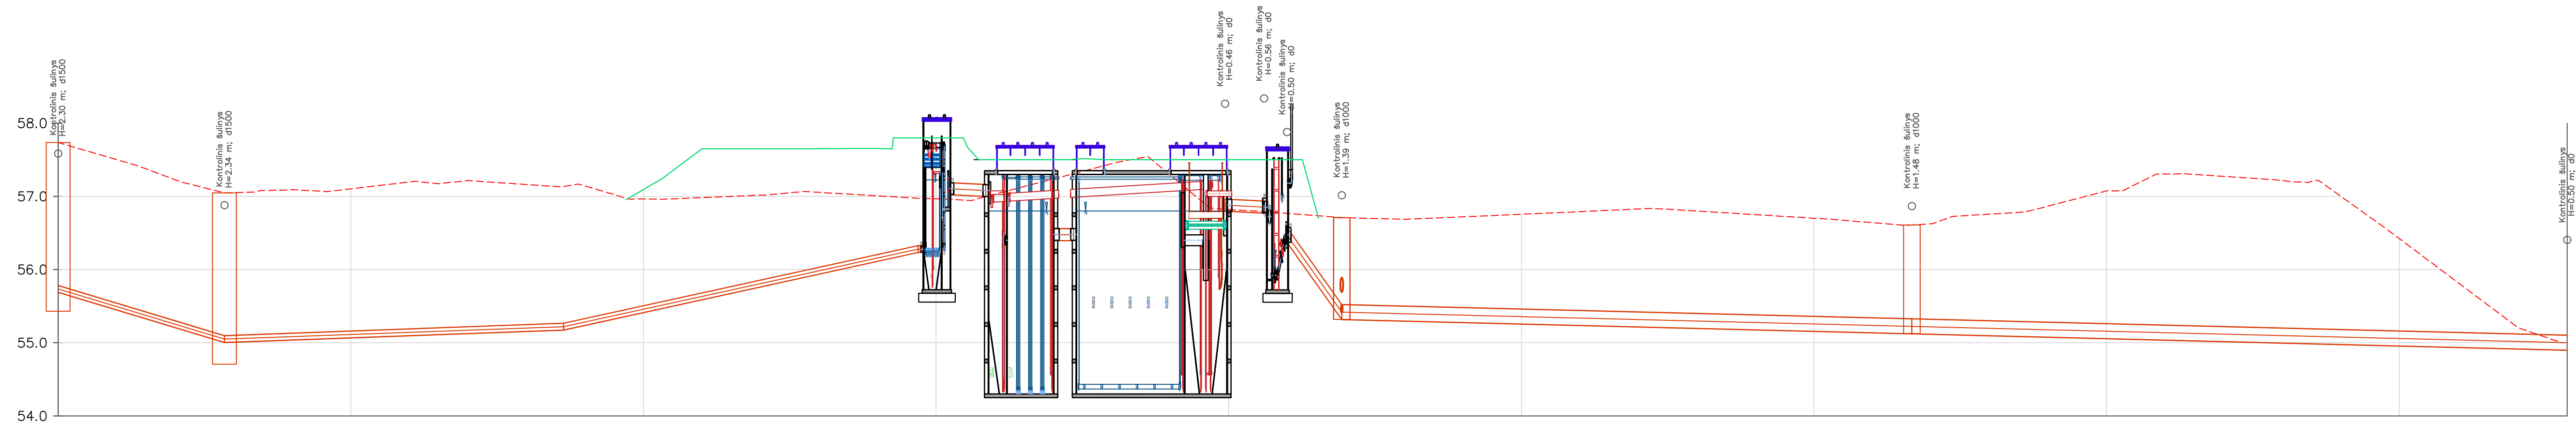 Kontrolinis šulinys
H=2.30 m; d1500
Kontrolinis šulinys
H=2.34 m; d1500
Kontrolinis šulinys
H=0.46 m; d0
Kontrolinis šulinys
H=0.56 m; d0
Kontrolinis šulinys
H=0.50 m; d0
Kontrolinis šulinys
H=1.39 m; d1000
Kontrolinis šulinys
H=1.48 m; d1000
Kontrolinis šulinys
H=0.50 m; d0
58.0
57.0
56.0
55.0
54.0